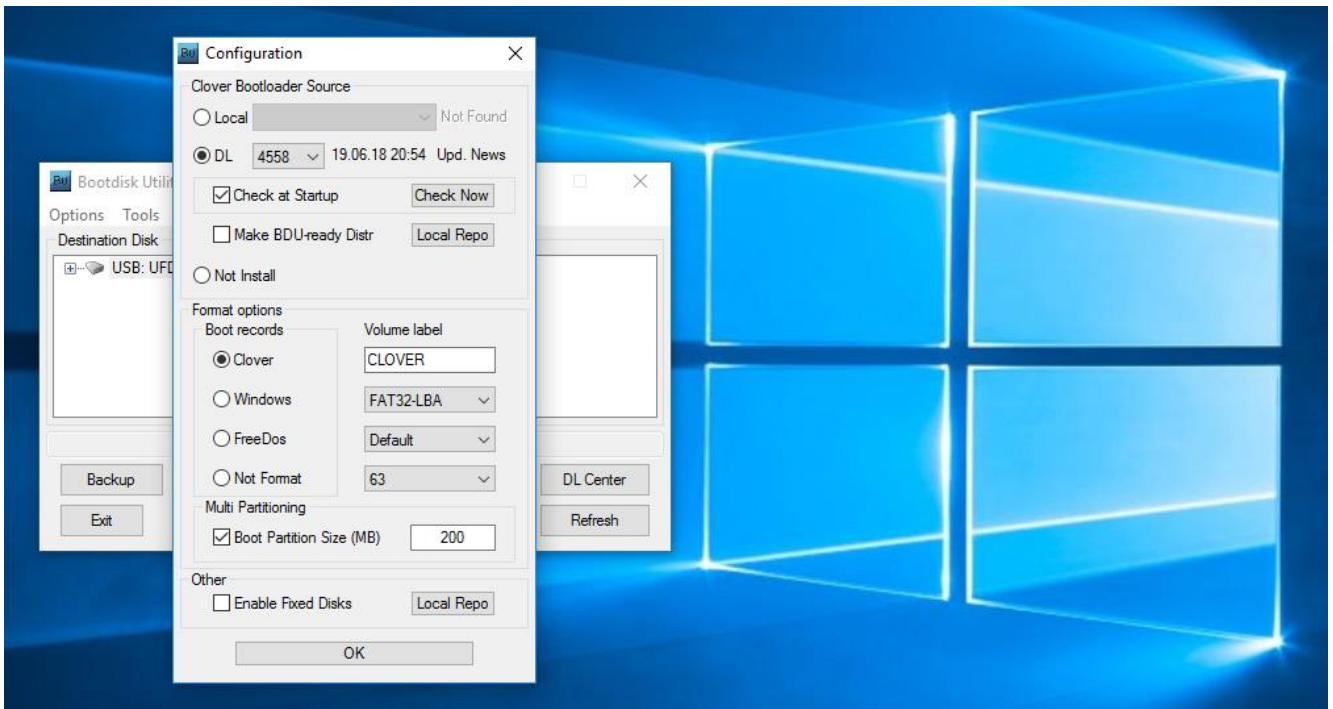 Configuration
Clover Bootloader Source
Local Not Found
DL 4558 19.06.18 20:54 Upd. News
Check at Startup Check Now
Make BDU-ready Distr Local Repo
Not Install
Format options
Boot records Volume label
Clover CLOVER
Windows FAT32-LBA
FreeDos Default
Not Format 63
Multi Partitioning
Boot Partition Size (MB) 200
Other
Enable Fixed Disks Local Repo
OK
Bootdisk Utilit
Options Tools
Destination Disk
USB: UFD
Backup DL Center
Exit Refresh